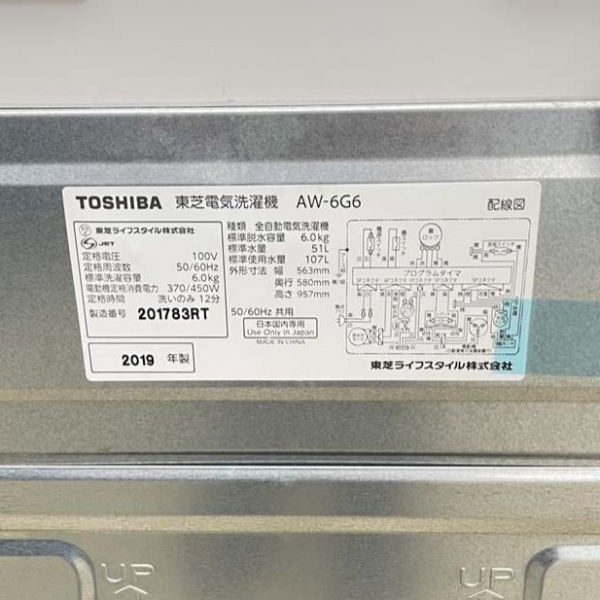 TOSHIBA 東芝電気洗濯機 AW-6G6 配線図
東芝ライフスタイル株式会社
JET
定格電圧 100V
定格周波数 50/60Hz
標準洗濯容量 6.0kg
電動機定格消費電力 370/450W
定格時間 洗いのみ 12分
製造番号 201783RT
2019 年製
種類 全自動電気洗濯機
標準脱水容量 6.0kg
標準水量 51L
標準使用水量 107L
外形寸法 幅 563mm
奥行 580mm
高さ 957mm
50/60Hz 共用
日本国内専用
Use Only in Japan
MADE IN CHINA
プログラムタイマ
東芝ライフスタイル株式会社
UP
UP